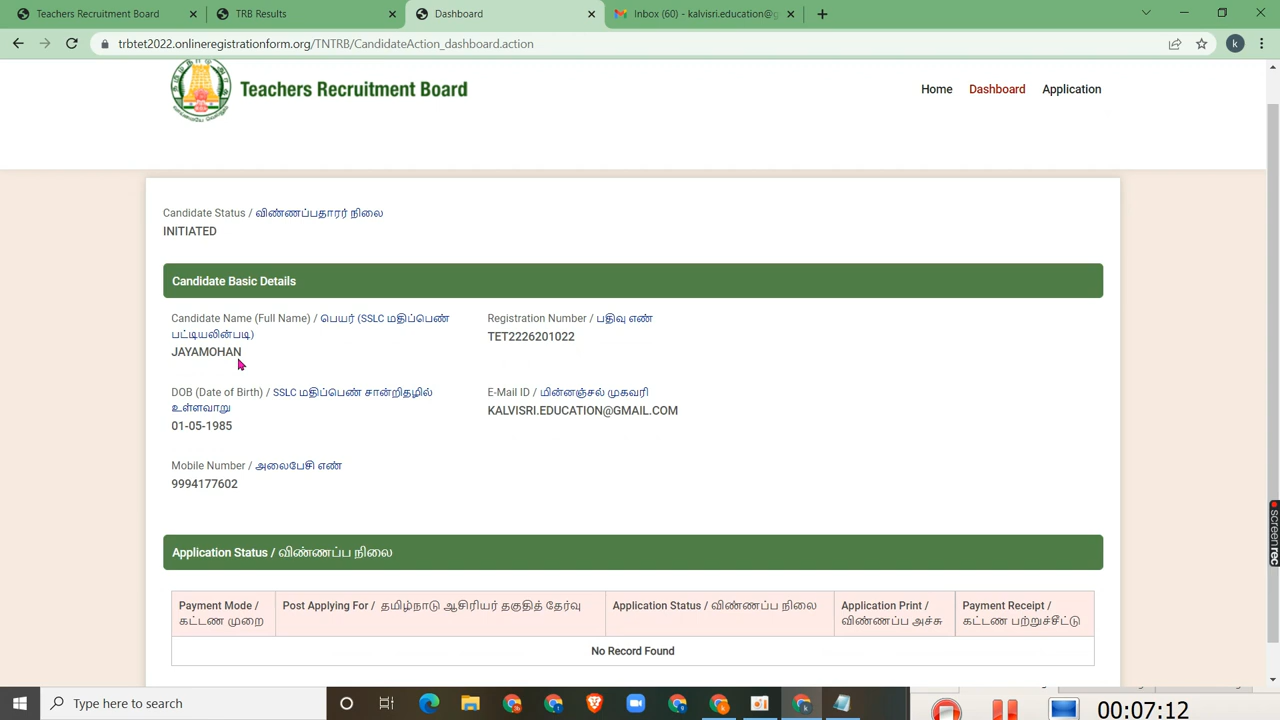 Teachers Recruitment Board
TRB Results
Dashboard
Inbox (60) - kalvisri.education@g
trbtet2022.onlineregistrationform.org/TNTRB/CandidateAction_dashboard.action
k
Teachers Recruitment Board
Home Dashboard Application
Candidate Status / விண்ணப்பதாரர் நிலை
INITIATED
Candidate Basic Details
Candidate Name (Full Name) / பெயர் (SSLC மதிப்பெண்
பட்டியலின்படி)
JAYAMOHAN
Registration Number / பதிவு எண்
TET2226201022
DOB (Date of Birth) / SSLC மதிப்பெண் சான்றிதழில்
உள்ளவாறு
01-05-1985
E-Mail ID / மின்னஞ்சல் முகவரி
KALVISRI.EDUCATION@GMAIL.COM
Mobile Number / அலைபேசி எண்
9994177602
Application Status / விண்ணப்ப நிலை
Payment Mode /
கட்டண முறை
Post Applying For / தமிழ்நாடு ஆசிரியர் தகுதித் தேர்வு
Application Status / விண்ணப்ப நிலை
Application Print /
விண்ணப்ப அச்சு
Payment Receipt /
கட்டண பற்றுச்சீட்டு
No Record Found
screenrec
Type here to search
00:07:12